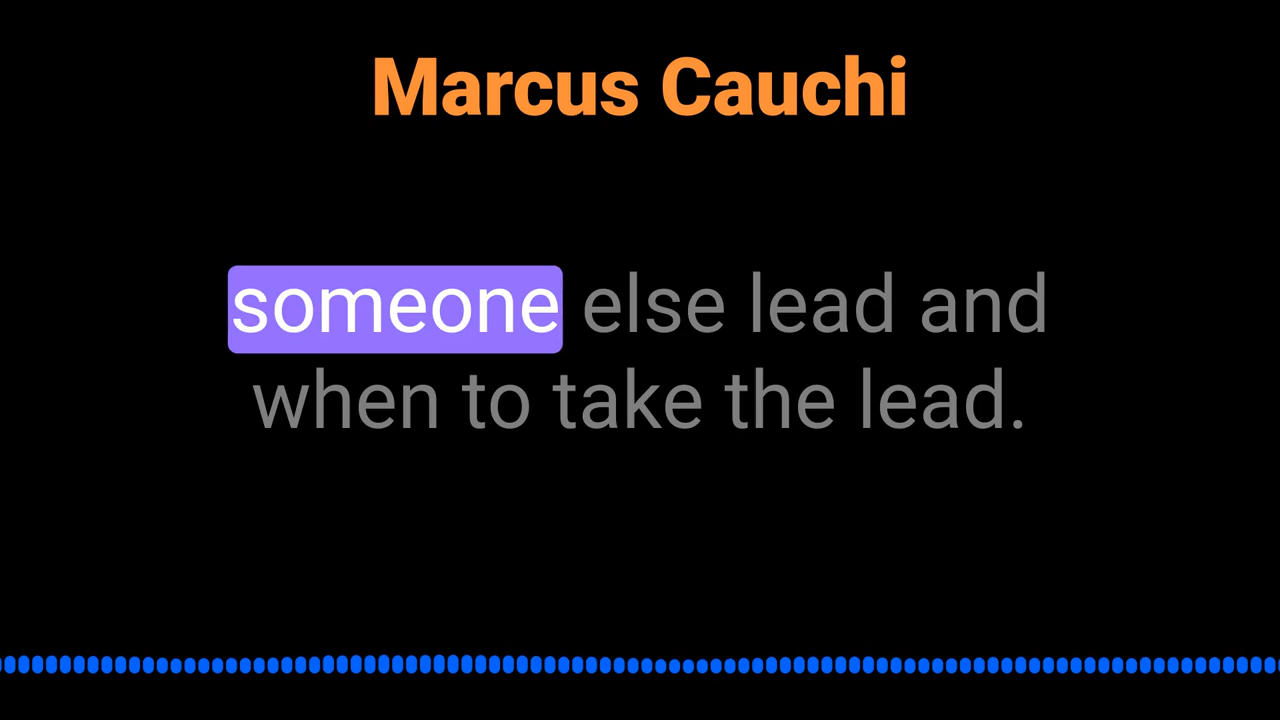 Marcus Cauchi
someone else lead and
when to take the lead.